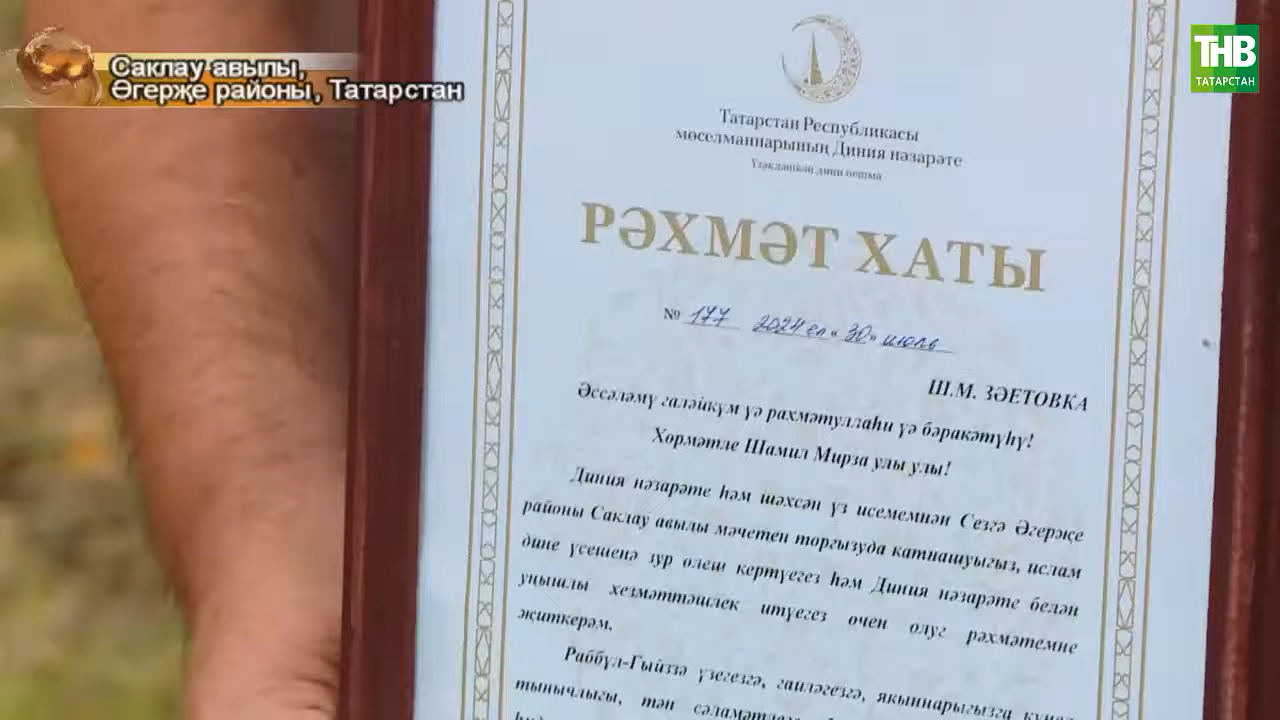 Саклау авылы,
Әгерҗе районы, Татарстан
ТНВ
ТАТАРСТАН
Татарстан Республикасы
мөселманнарының Диния нәзарәте
Үзәкләшкән дини оешма
РӘХМӘТ ХАТЫ
№ 177 2024 ел «30» июль
Ш.М. ЗӘЕТОВКА
Әссәләмү галәйкүм үә рахмәтуллаһи үә бәракәтүһү!
Хөрмәтле Шамил Мирза улы улы!
Диния нәзарәте һәм шәхсән үз исемемнән Сезгә Әгерҗе
районы Саклау авылы мәчетен торгызуда катнашуыгыз, ислам
дине үсешенә зур өлеш кертүегез һәм Диния нәзарәте белән
уңышлы хезмәттәшлек итүегез өчен олуг рәхмәтемне
җиткерәм.
Раббүл-Гыйззә үзегезгә, гаиләгезгә, якыннарыгызга
тынычлыгы, тән